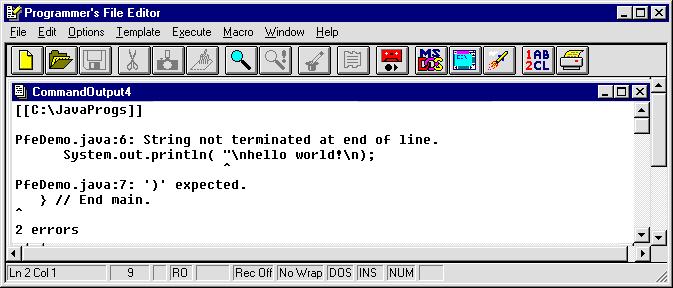 Programmer's File Editor
File Edit Options Template Execute Macro Window Help
MS DOS 1AB 2CL
CommandOutput4
[[C:\JavaProgs]]
PfeDemo.java:6: String not terminated at end of line.
System.out.println( "\nhello world!\n);
^
PfeDemo.java:7: ')' expected.
} // End main.
^
2 errors
Ln 2 Col 1 9 RO Rec Off No Wrap DOS INS NUM